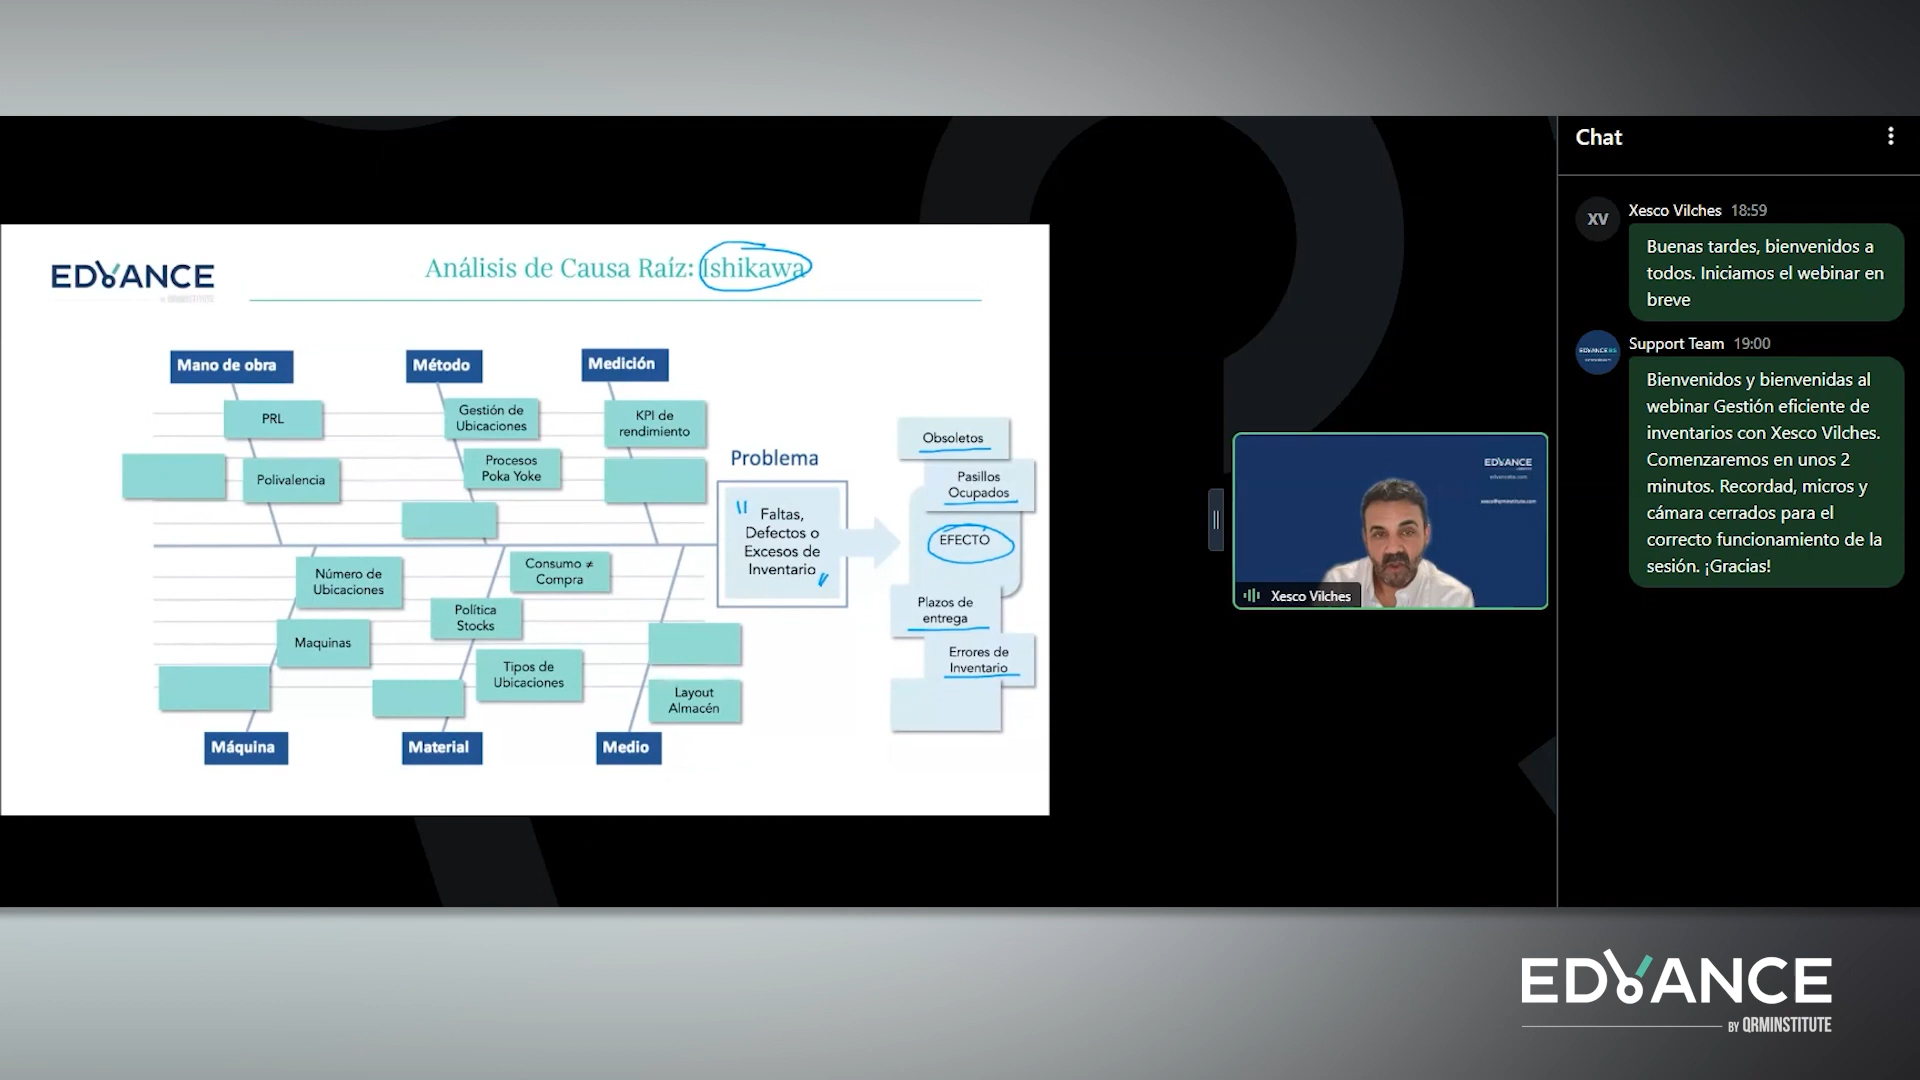 EDVANCE
BY QRMINSTITUTE
Análisis de Causa Raíz: Ishikawa
Mano de obra
Método
Medición
PRL
Gestión de
Ubicaciones
KPI de
rendimiento
Polivalencia
Procesos
Poka Yoke
Número de
Ubicaciones
Consumo ≠
Compra
Política
Stocks
Maquinas
Tipos de
Ubicaciones
Layout
Almacén
Máquina
Material
Medio
Problema
"Faltas,
Defectos o
Excesos de
Inventario"
Obsoletos
Pasillos
Ocupados
EFECTO
Plazos de
entrega
Errores de
Inventario
EDVANCE
Xesco Vilches
Chat
XV
Xesco Vilches 18:59
Buenas tardes, bienvenidos a
todos. Iniciamos el webinar en
breve
Support Team 19:00
Bienvenidos y bienvenidas al
webinar Gestión eficiente de
inventarios con Xesco Vilches.
Comenzaremos en unos 2
minutos. Recordad, micros y
cámara cerrados para el
correcto funcionamiento de la
sesión. ¡Gracias!
EDVANCE
BY QRMINSTITUTE